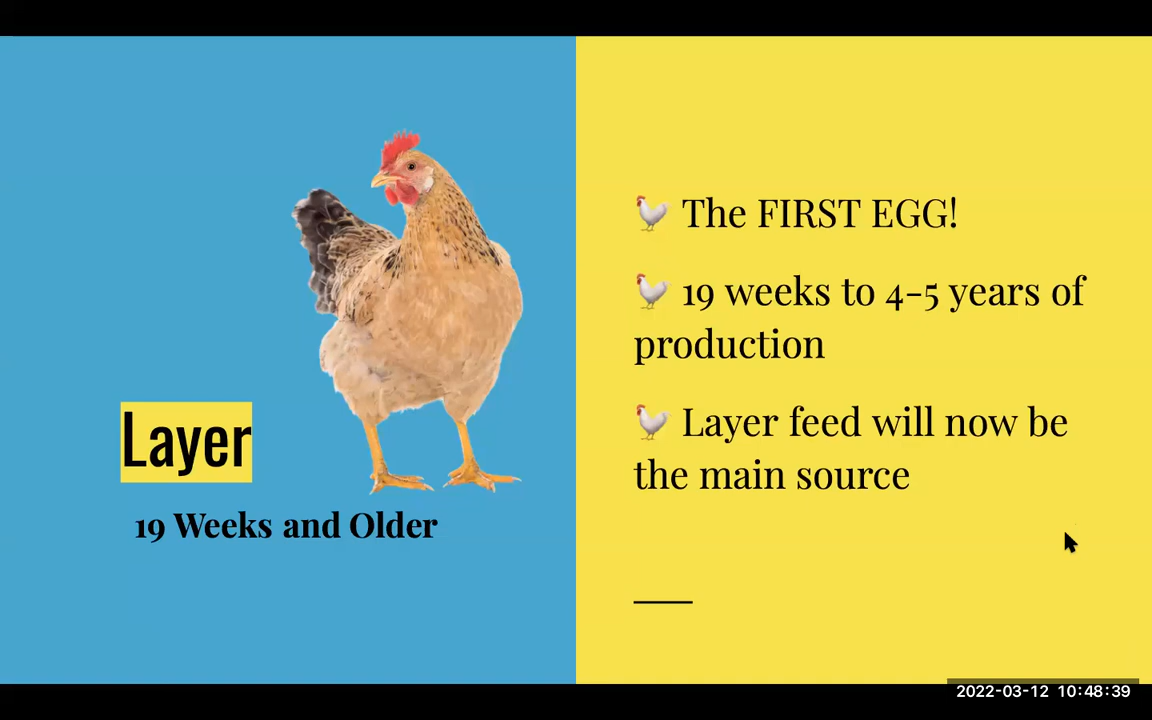 The FIRST EGG!
19 weeks to 4-5 years of
production
Layer feed will now be
the main source
Layer
19 Weeks and Older
2022-03-12 10:48:39